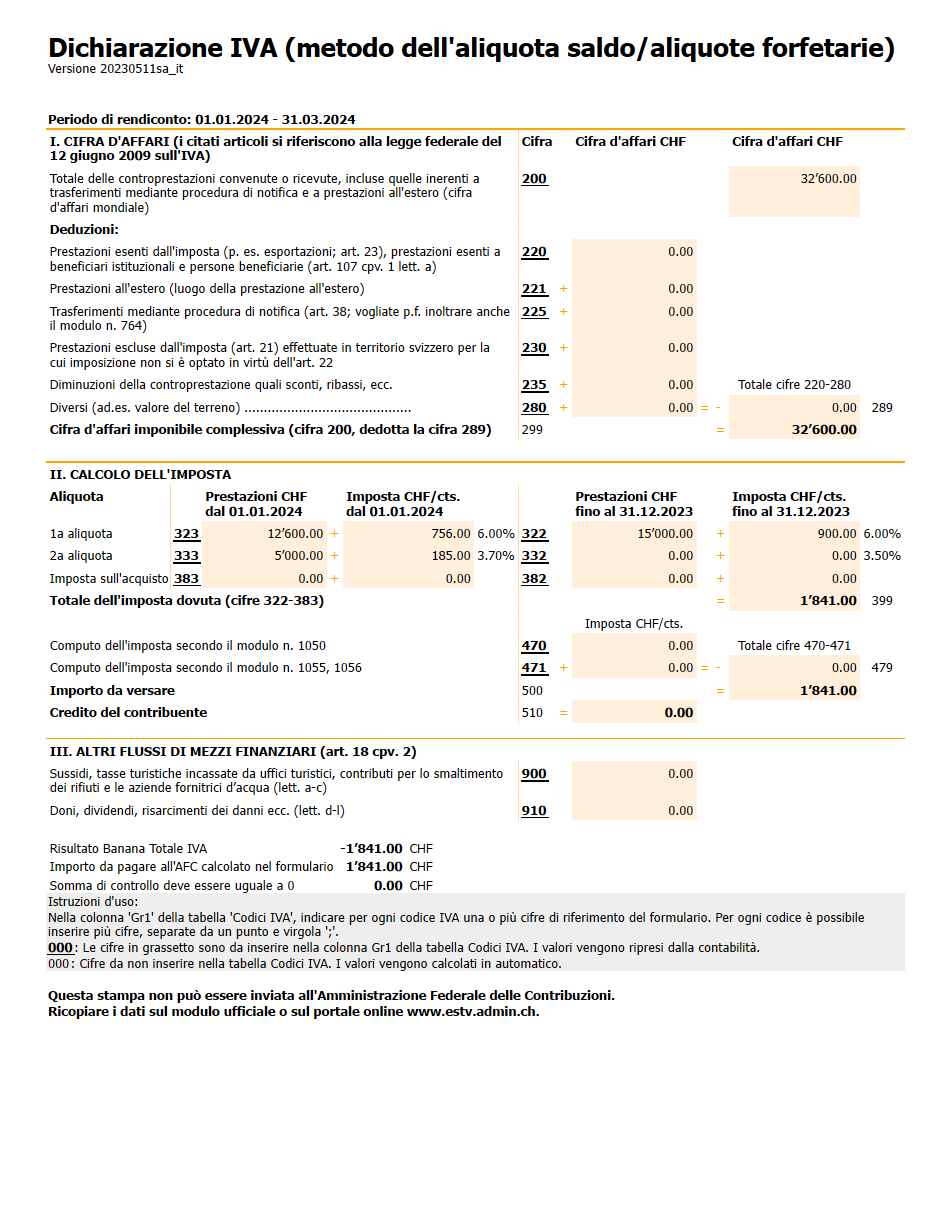 Dichiarazione IVA (metodo dell'aliquota saldo/aliquote forfetarie)
Versione 20230511sa_it
Periodo di rendiconto: 01.01.2024 - 31.03.2024
I. CIFRA D'AFFARI (i citati articoli si riferiscono alla legge federale del Cifra Cifra d'affari CHF Cifra d'affari CHF
12 giugno 2009 sull'IVA)
Totale delle controprestazioni convenute o ricevute, incluse quelle inerenti a 200 32’600.00
trasferimenti mediante procedura di notifica e a prestazioni all'estero (cifra
d'affari mondiale)
Deduzioni:
Prestazioni esenti dall'imposta (p. es. esportazioni; art. 23), prestazioni esenti a 220 0.00
beneficiari istituzionali e persone beneficiarie (art. 107 cpv. 1 lett. a)
Prestazioni all'estero (luogo della prestazione all'estero) 221 + 0.00
Trasferimenti mediante procedura di notifica (art. 38; vogliate p.f. inoltrare anche 225 + 0.00
il modulo n. 764)
Prestazioni escluse dall'imposta (art. 21) effettuate in territorio svizzero per la 230 + 0.00
cui imposizione non si è optato in virtù dell'art. 22
Diminuzioni della controprestazione quali sconti, ribassi, ecc. 235 + 0.00 Totale cifre 220-280
Diversi (ad.es. valore del terreno) ........................................... 280 + 0.00 = - 0.00 289
Cifra d'affari imponibile complessiva (cifra 200, dedotta la cifra 289) 299 = 32’600.00
II. CALCOLO DELL'IMPOSTA
Aliquota Prestazioni CHF Imposta CHF/cts. Prestazioni CHF Imposta CHF/cts.
dal 01.01.2024 dal 01.01.2024 fino al 31.12.2023 fino al 31.12.2023
1a aliquota 323 12’600.00 + 756.00 6.00% 322 15’000.00 + 900.00 6.00%
2a aliquota 333 5’000.00 + 185.00 3.70% 332 0.00 + 0.00 3.50%
Imposta sull'acquisto 383 0.00 + 0.00 382 0.00 + 0.00
Totale dell'imposta dovuta (cifre 322-383) = 1’841.00 399
Imposta CHF/cts.
Computo dell'imposta secondo il modulo n. 1050 470 0.00 Totale cifre 470-471
Computo dell'imposta secondo il modulo n. 1055, 1056 471 + 0.00 = - 0.00 479
Importo da versare 500 = 1’841.00
Credito del contribuente 510 = 0.00
III. ALTRI FLUSSI DI MEZZI FINANZIARI (art. 18 cpv. 2)
Sussidi, tasse turistiche incassate da uffici turistici, contributi per lo smaltimento 900 0.00
dei rifiuti e le aziende fornitrici d’acqua (lett. a-c)
Doni, dividendi, risarcimenti dei danni ecc. (lett. d-l) 910 0.00
Risultato Banana Totale IVA -1’841.00 CHF
Importo da pagare all'AFC calcolato nel formulario 1’841.00 CHF
Somma di controllo deve essere uguale a 0 0.00 CHF
Istruzioni d'uso:
Nella colonna 'Gr1' della tabella 'Codici IVA', indicare per ogni codice IVA una o più cifre di riferimento del formulario. Per ogni codice è possibile
inserire più cifre, separate da un punto e virgola ';'.
000: Le cifre in grassetto sono da inserire nella colonna Gr1 della tabella Codici IVA. I valori vengono ripresi dalla contabilità.
000: Cifre da non inserire nella tabella Codici IVA. I valori vengono calcolati in automatico.
Questa stampa non può essere inviata all'Amministrazione Federale delle Contribuzioni.
Ricopiare i dati sul modulo ufficiale o sul portale online www.estv.admin.ch.